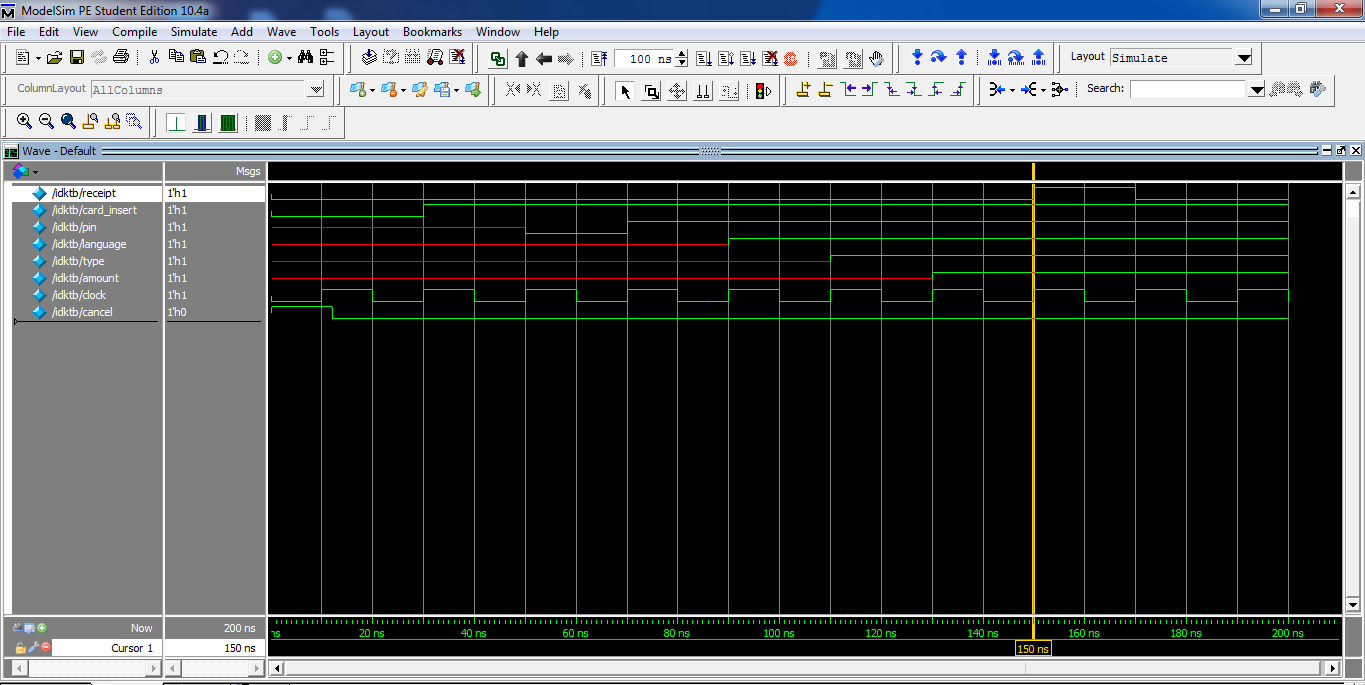 ModelSim PE Student Edition 10.4a
File Edit View Compile Simulate Add Wave Tools Layout Bookmarks Window Help
100 ns Layout Simulate
ColumnLayout AllColumns Search:
Wave - Default
Msgs
/idktb/receipt 1'h1
/idktb/card_insert 1'h1
/idktb/pin 1'h1
/idktb/language 1'h1
/idktb/type 1'h1
/idktb/amount 1'h1
/idktb/clock 1'h1
/idktb/cancel 1'h0
Now 200 ns ns 20 ns 40 ns 60 ns 80 ns 100 ns 120 ns 140 ns 160 ns 180 ns 200 ns
Cursor 1 150 ns 150 ns